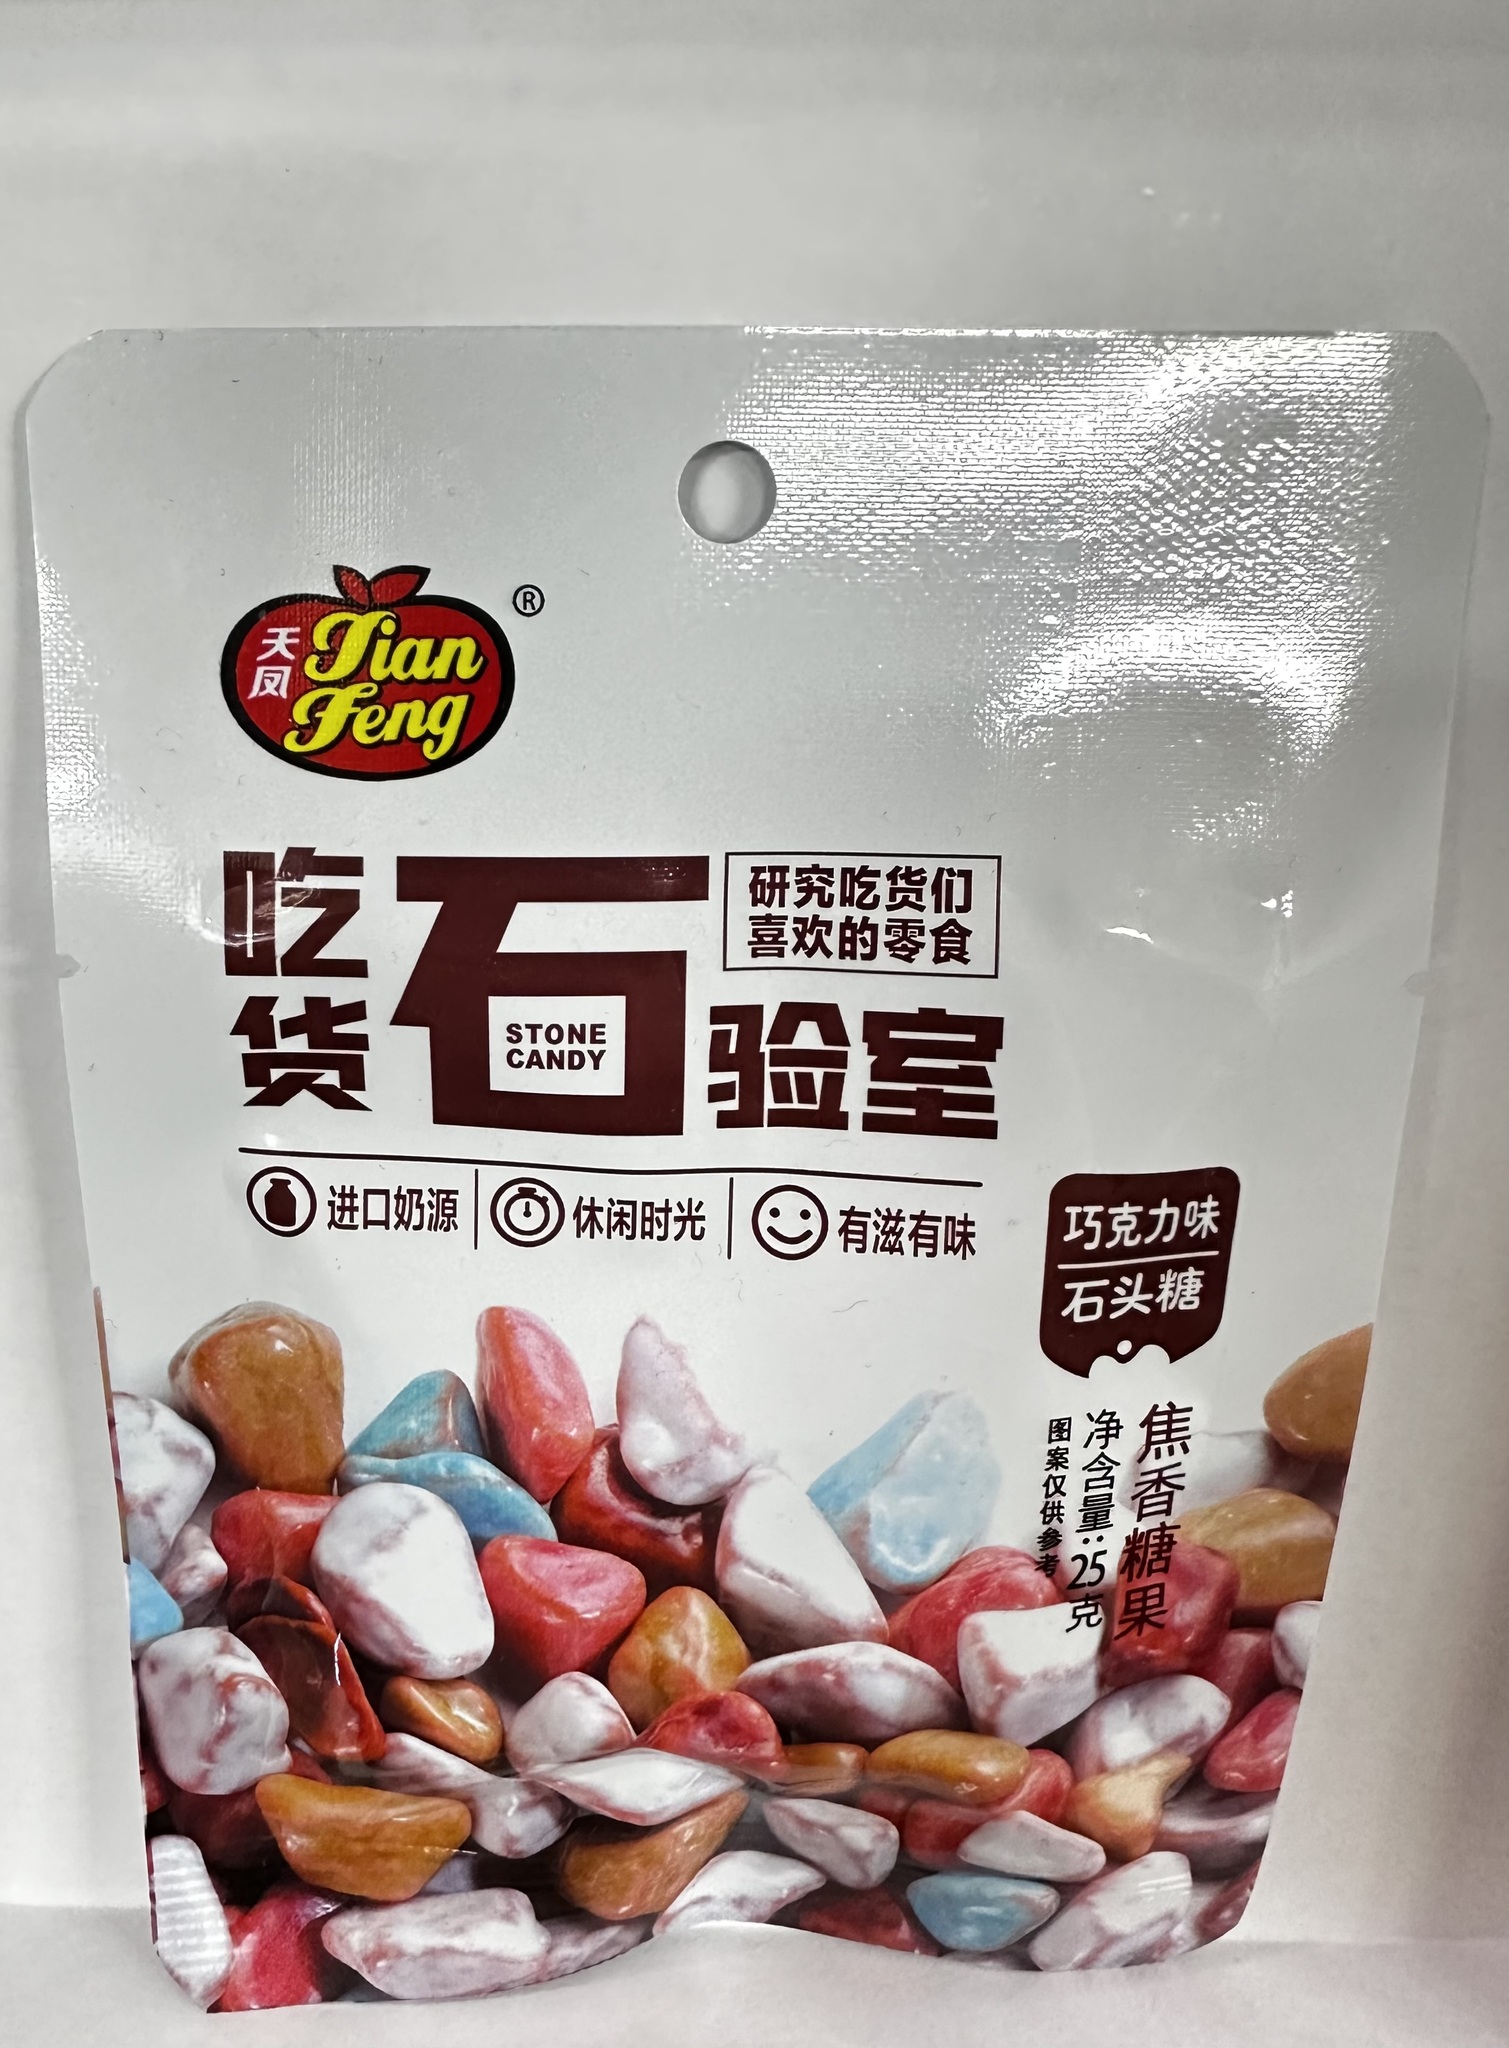 天凤
Tian
Feng
®
吃货
石
验室
STONE
CANDY
研究吃货们
喜欢的零食
进口奶源
休闲时光
有滋有味
巧克力味
石头糖
焦香糖果
净含量:25克
图案仅供参考